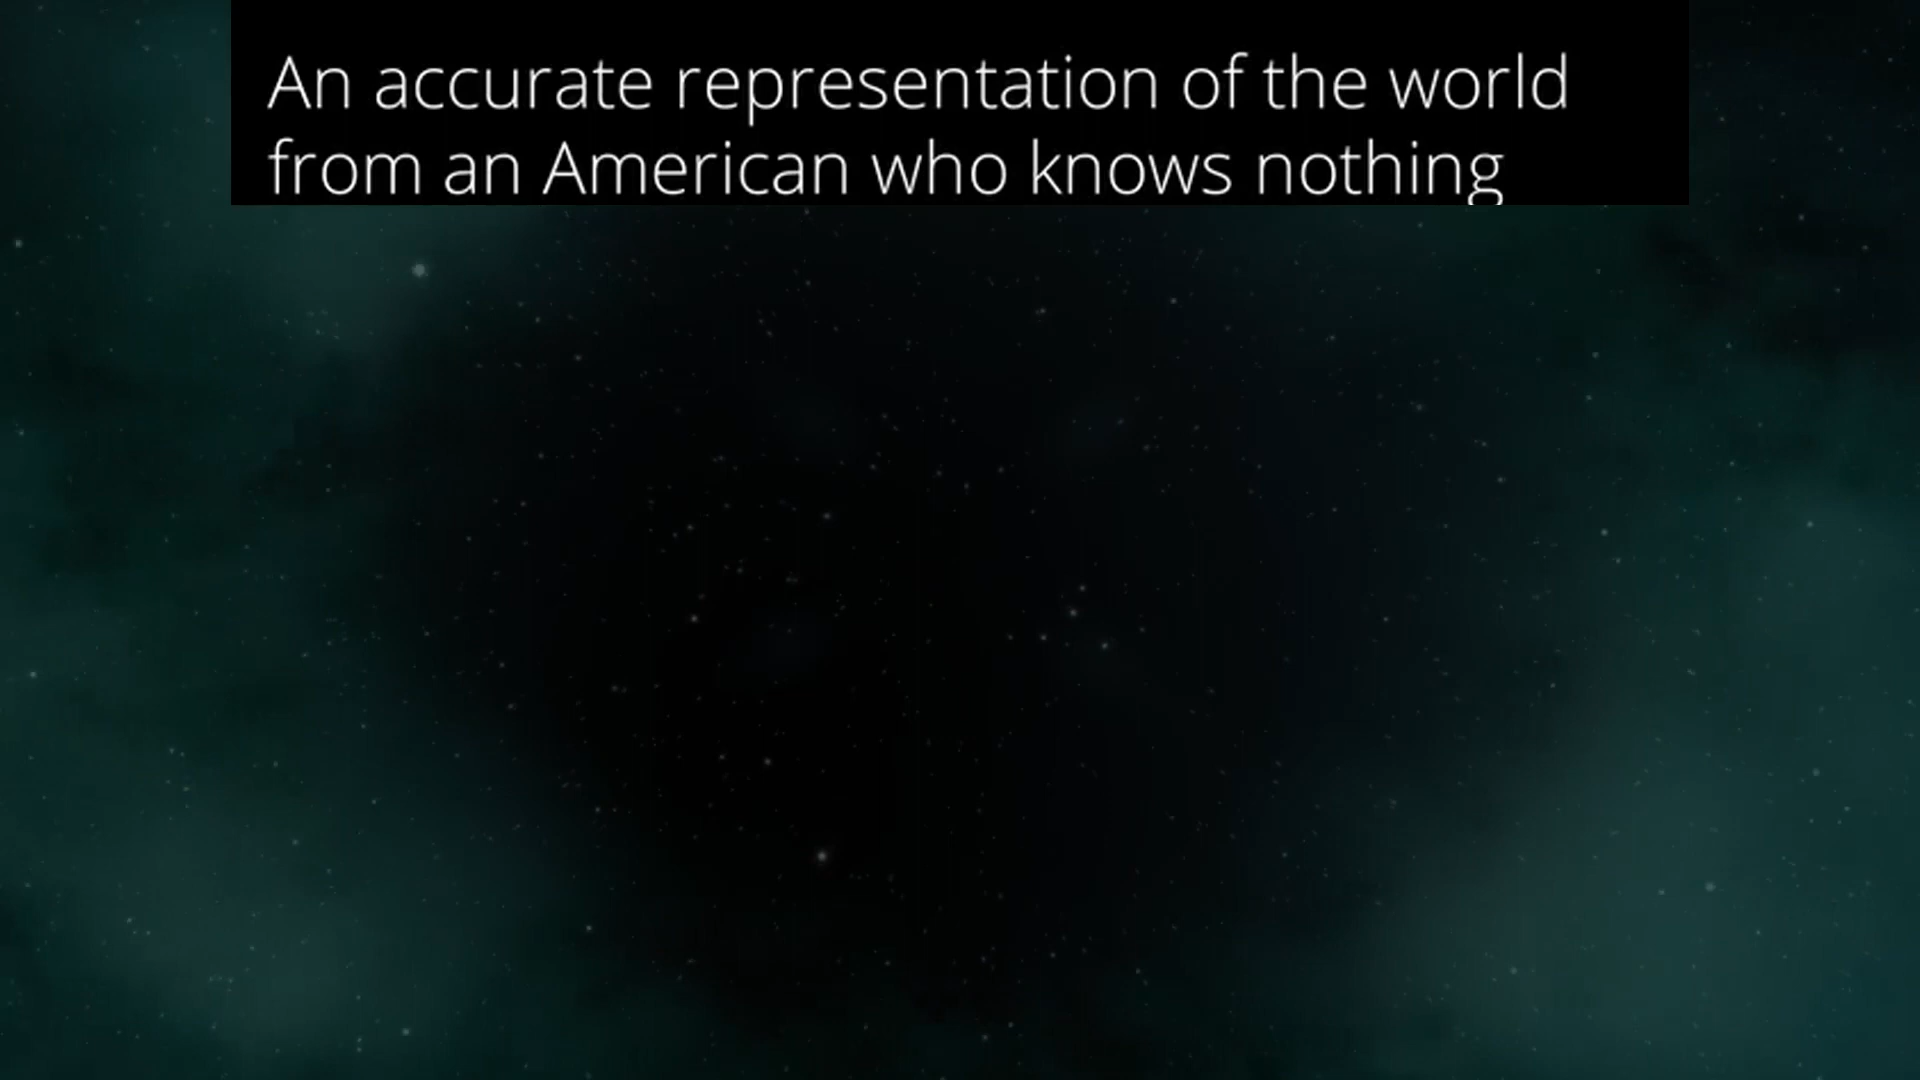 An accurate representation of the world
from an American who knows nothing